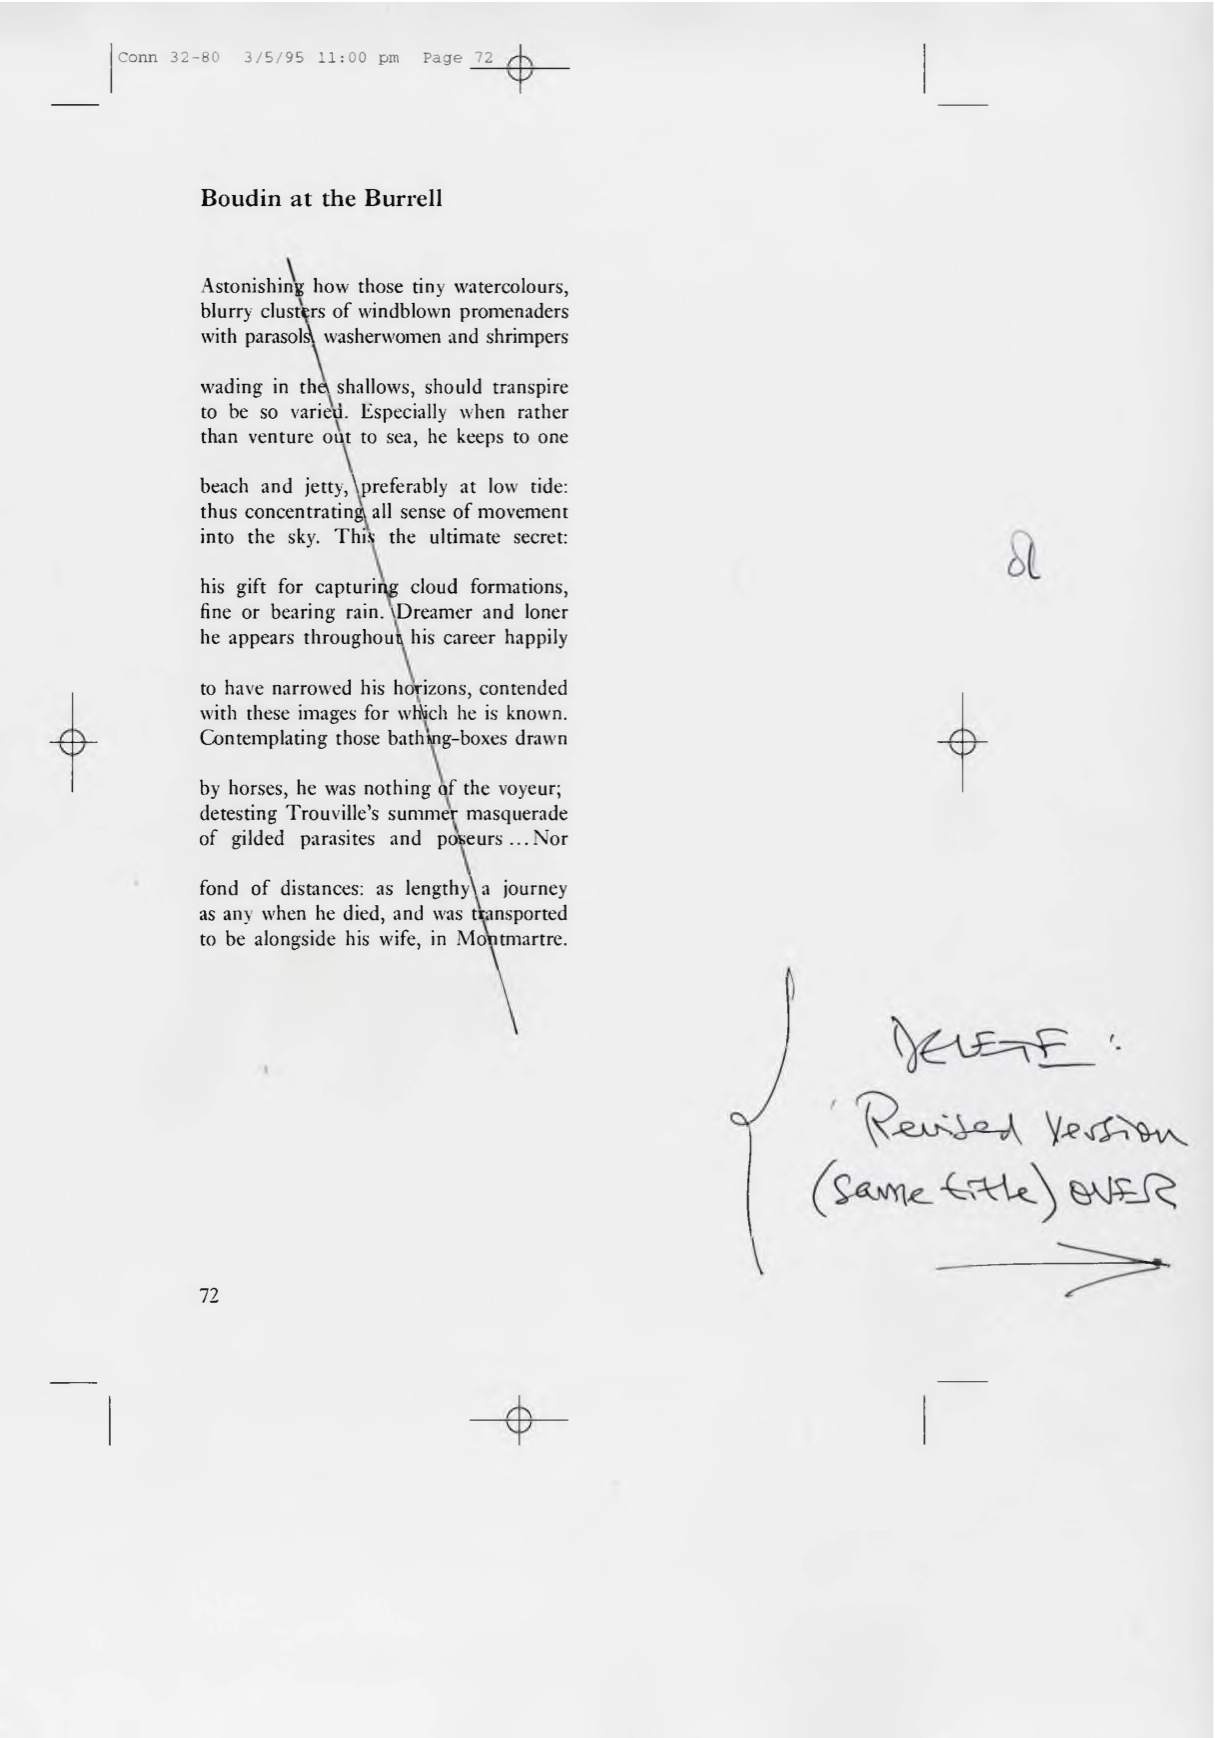 Conn 32-80 3/5/95 11:00 pm Page 72
Boudin at the Burrell
Astonishing how those tiny watercolours,
blurry clusters of windblown promenaders
with parasols, washerwomen and shrimpers
wading in the shallows, should transpire
to be so varied. Especially when rather
than venture out to sea, he keeps to one
beach and jetty, preferably at low tide:
thus concentrating all sense of movement
into the sky. This the ultimate secret:
his gift for capturing cloud formations,
fine or bearing rain. Dreamer and loner
he appears throughout his career happily
to have narrowed his horizons, contended
with these images for which he is known.
Contemplating those bathing-boxes drawn
by horses, he was nothing of the voyeur;
detesting Trouville's summer masquerade
of gilded parasites and poseurs ... Nor
fond of distances: as lengthy a journey
as any when he died, and was transported
to be alongside his wife, in Montmartre.
DELETE:
Revised Version
(same title) OVER
72